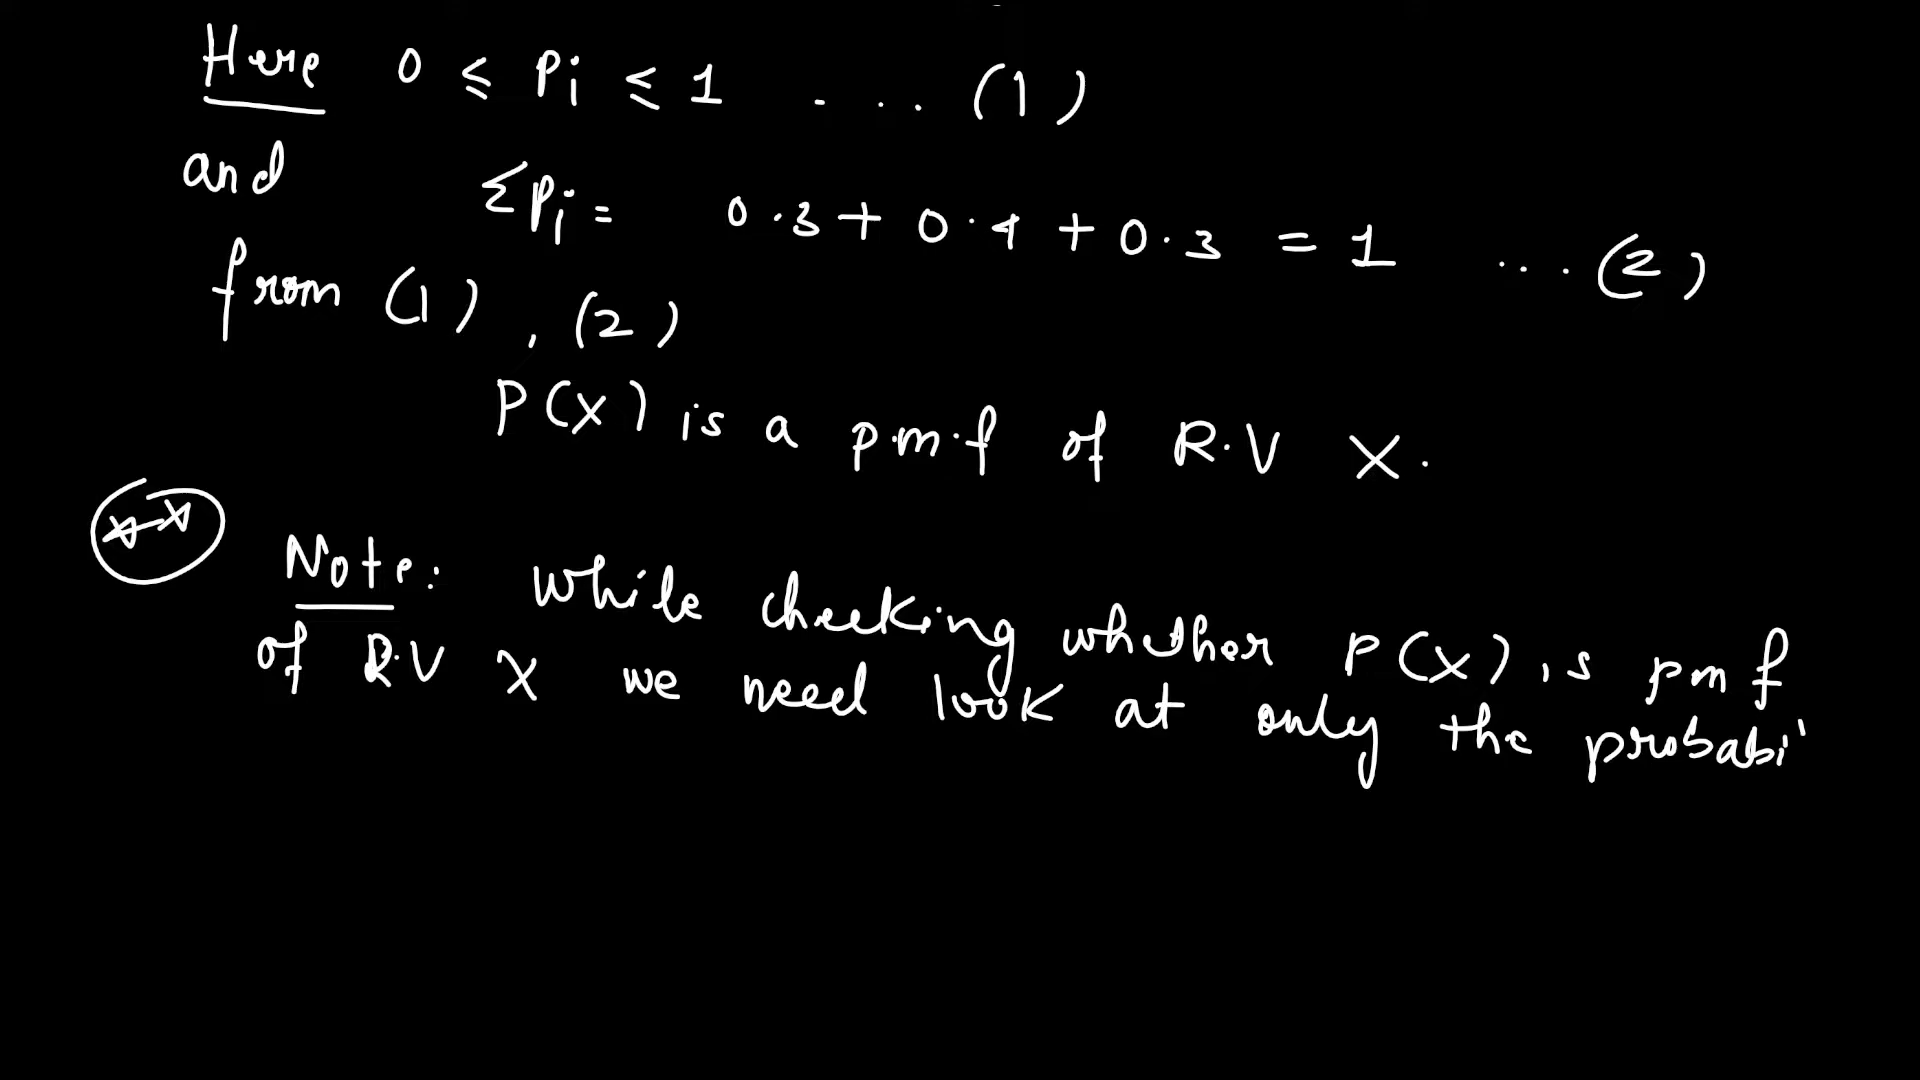 Here 0 ≤ Pi ≤ 1 .... (1)
and ΣPi = 0.3 + 0.4 + 0.3 = 1 .... (2)
from (1), (2)
P(X) is a p.m.f of R.V X.
Note: while checking whether P(X) is pmf
of R.V X we need look at only the probabi